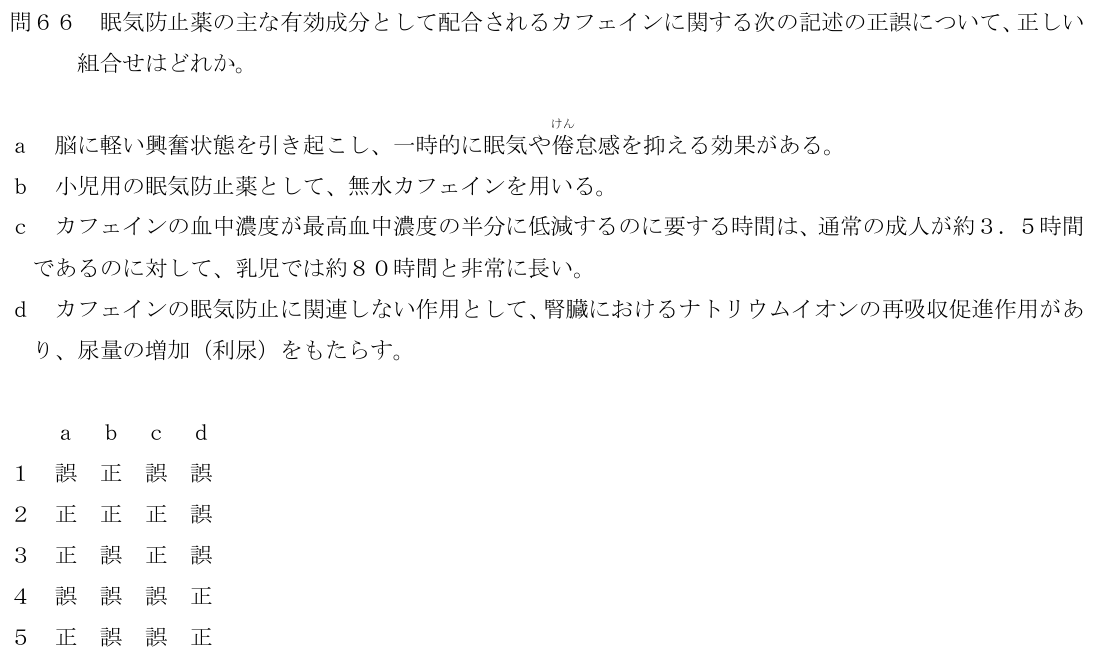 問６６　眠気防止薬の主な有効成分として配合されるカフェインに関する次の記述の正誤について、正しい
組合せはどれか。
けん
ａ　脳に軽い興奮状態を引き起こし、一時的に眠気や倦怠感を抑える効果がある。
ｂ　小児用の眠気防止薬として、無水カフェインを用いる。
ｃ　カフェインの血中濃度が最高血中濃度の半分に低減するのに要する時間は、通常の成人が約３．５時間
であるのに対して、乳児では約８０時間と非常に長い。
ｄ　カフェインの眠気防止に関連しない作用として、腎臓におけるナトリウムイオンの再吸収促進作用があ
り、尿量の増加（利尿）をもたらす。
ａ　ｂ　ｃ　ｄ
１　誤　正　誤　誤
２　正　正　正　誤
３　正　誤　正　誤
４　誤　誤　誤　正
５　正　誤　誤　正